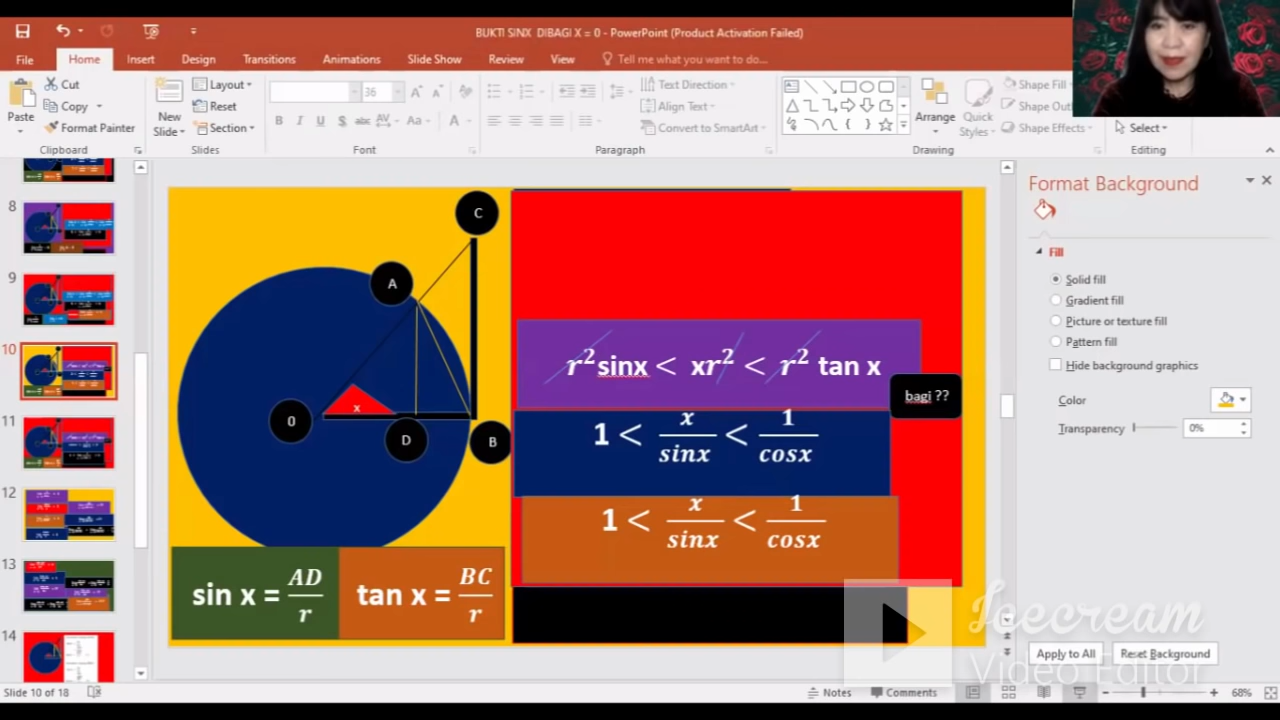 BUKTI SINX DIBAGI X = 0 - PowerPoint (Product Activation Failed)
File Home Insert Design Transitions Animations Slide Show Review View Tell me what you want to do...
Paste
Cut
Copy
Format Painter
Clipboard
New Slide
Layout
Reset
Section
Slides
36
Font
Text Direction
Align Text
Convert to SmartArt
Paragraph
Arrange
Quick Styles
Shape Fill
Shape Outl
Shape Effects
Drawing
Select
Editing
8
9
10
11
12
13
14
C
A
0
x
D
B
r² sinx < xr² < r² tan x
bagi ??
1 < x/sinx < 1/cosx
1 < x/sinx < 1/cosx
sin x = AD/r
tan x = BC/r
Format Background
Fill
Solid fill
Gradient fill
Picture or texture fill
Pattern fill
Hide background graphics
Color
Transparency 0%
Apply to All Reset Background
Icecream
Video Editor
Slide 10 of 18
Notes Comments 68%